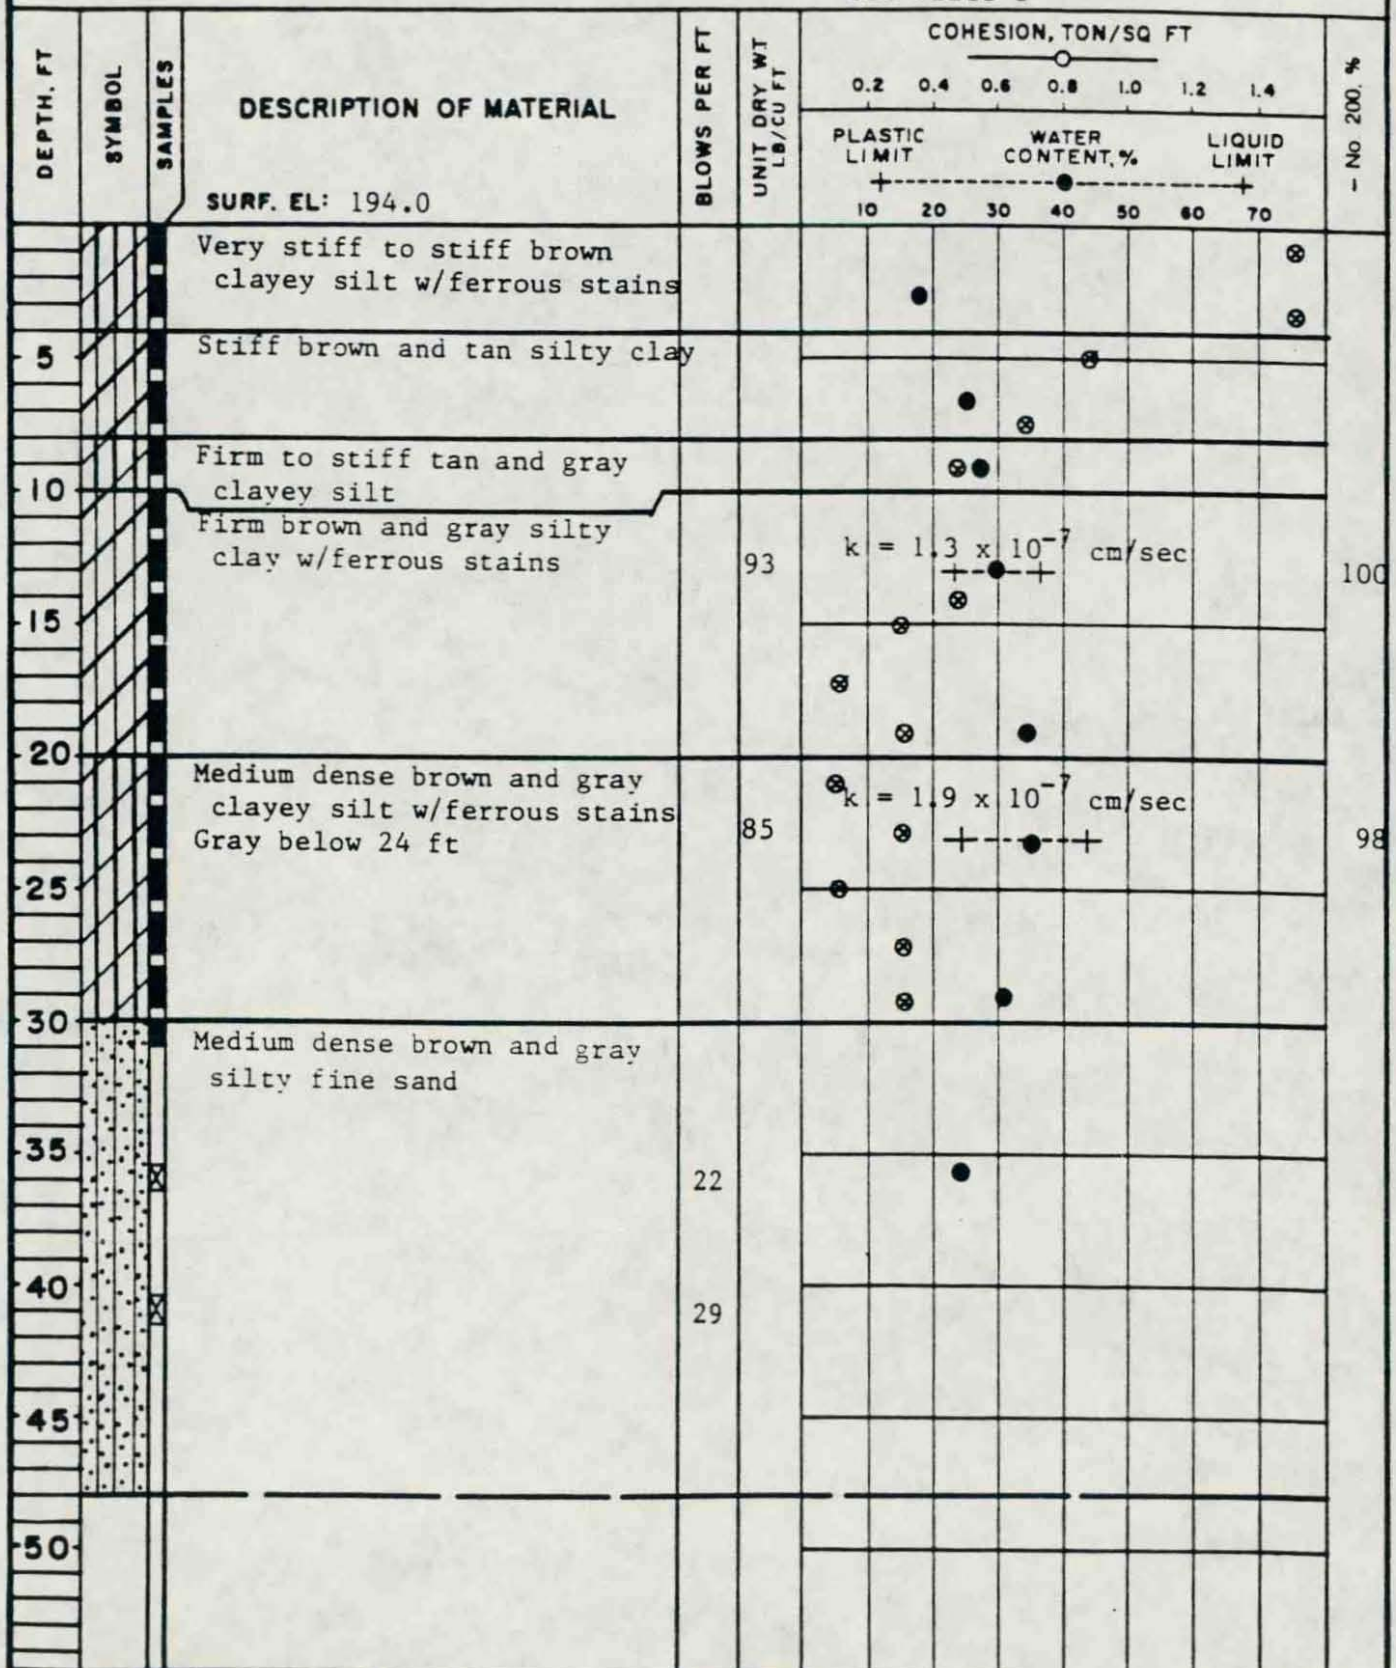 DEPTH, FT
SYMBOL
SAMPLES
DESCRIPTION OF MATERIAL
SURF. EL: 194.0
BLOWS PER FT
UNIT DRY WT
LB/CU FT
COHESION, TON/SQ FT
0.2 0.4 0.6 0.8 1.0 1.2 1.4
PLASTIC LIMIT
WATER CONTENT, %
LIQUID LIMIT
10 20 30 40 50 60 70
- No. 200, %
Very stiff to stiff brown
clayey silt w/ferrous stains
5
Stiff brown and tan silty clay
Firm to stiff tan and gray
clayey silt
10
Firm brown and gray silty
clay w/ferrous stains
93
k = 1.3 x 10⁻⁷ cm/sec
100
15
20
Medium dense brown and gray
clayey silt w/ferrous stains
Gray below 24 ft
85
k = 1.9 x 10⁻⁷ cm/sec
98
25
30
Medium dense brown and gray
silty fine sand
35
22
40
29
45
50